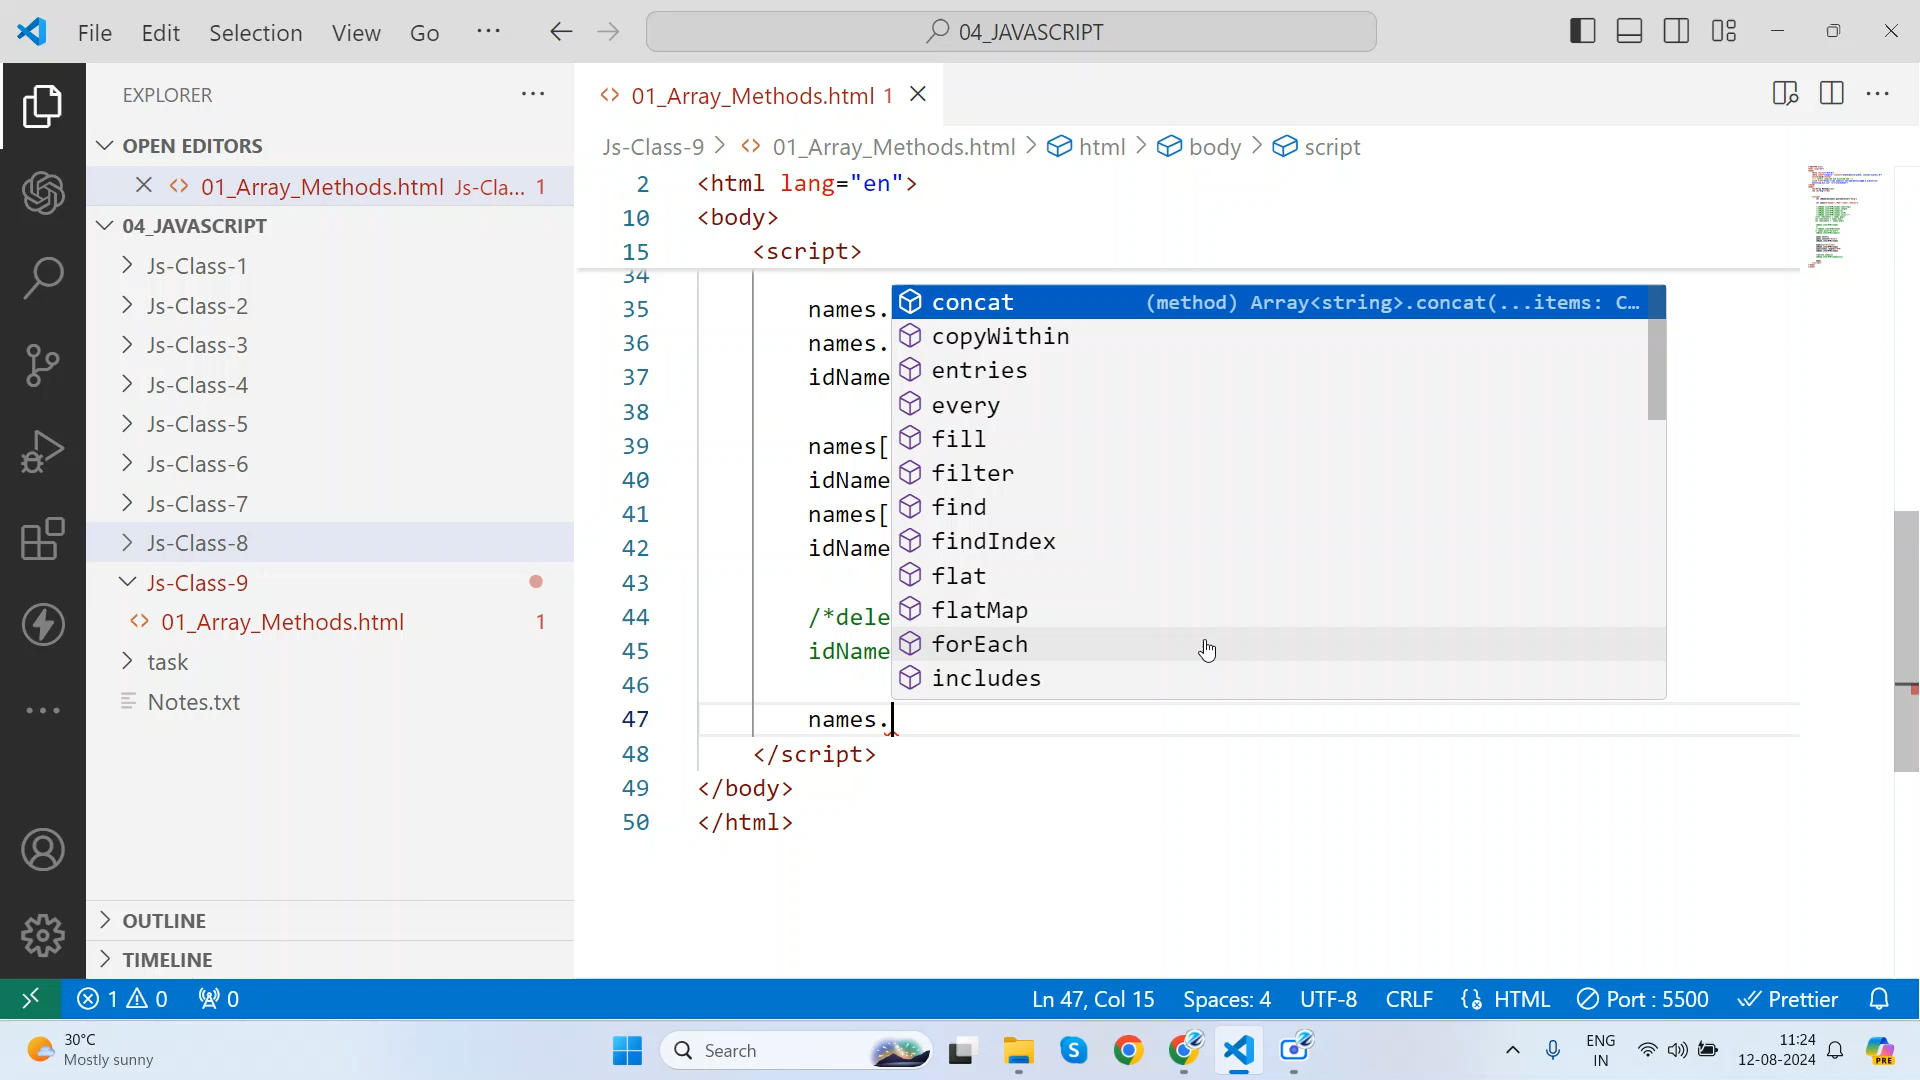 File Edit Selection View Go ... 04_JAVASCRIPT
EXPLORER
OPEN EDITORS
01_Array_Methods.html Js-Cla... 1
04_JAVASCRIPT
Js-Class-1
Js-Class-2
Js-Class-3
Js-Class-4
Js-Class-5
Js-Class-6
Js-Class-7
Js-Class-8
Js-Class-9
01_Array_Methods.html 1
task
Notes.txt
OUTLINE
TIMELINE
01_Array_Methods.html 1
Js-Class-9 > 01_Array_Methods.html > html > body > script
2 <html lang="en">
10 <body>
15 <script>
34
35 names.
36 names.
37 idName
38
39 names[
40 idName
41 names[
42 idName
43
44 /*dele
45 idName
46
47 names.
48 </script>
49 </body>
50 </html>
concat (method) Array<string>.concat(...items: C…
copyWithin
entries
every
fill
filter
find
findIndex
flat
flatMap
forEach
includes
1 0 0 Ln 47, Col 15 Spaces: 4 UTF-8 CRLF HTML Port : 5500 Prettier
30°C
Mostly sunny
Search
ENG
IN
11:24
12-08-2024
PRE